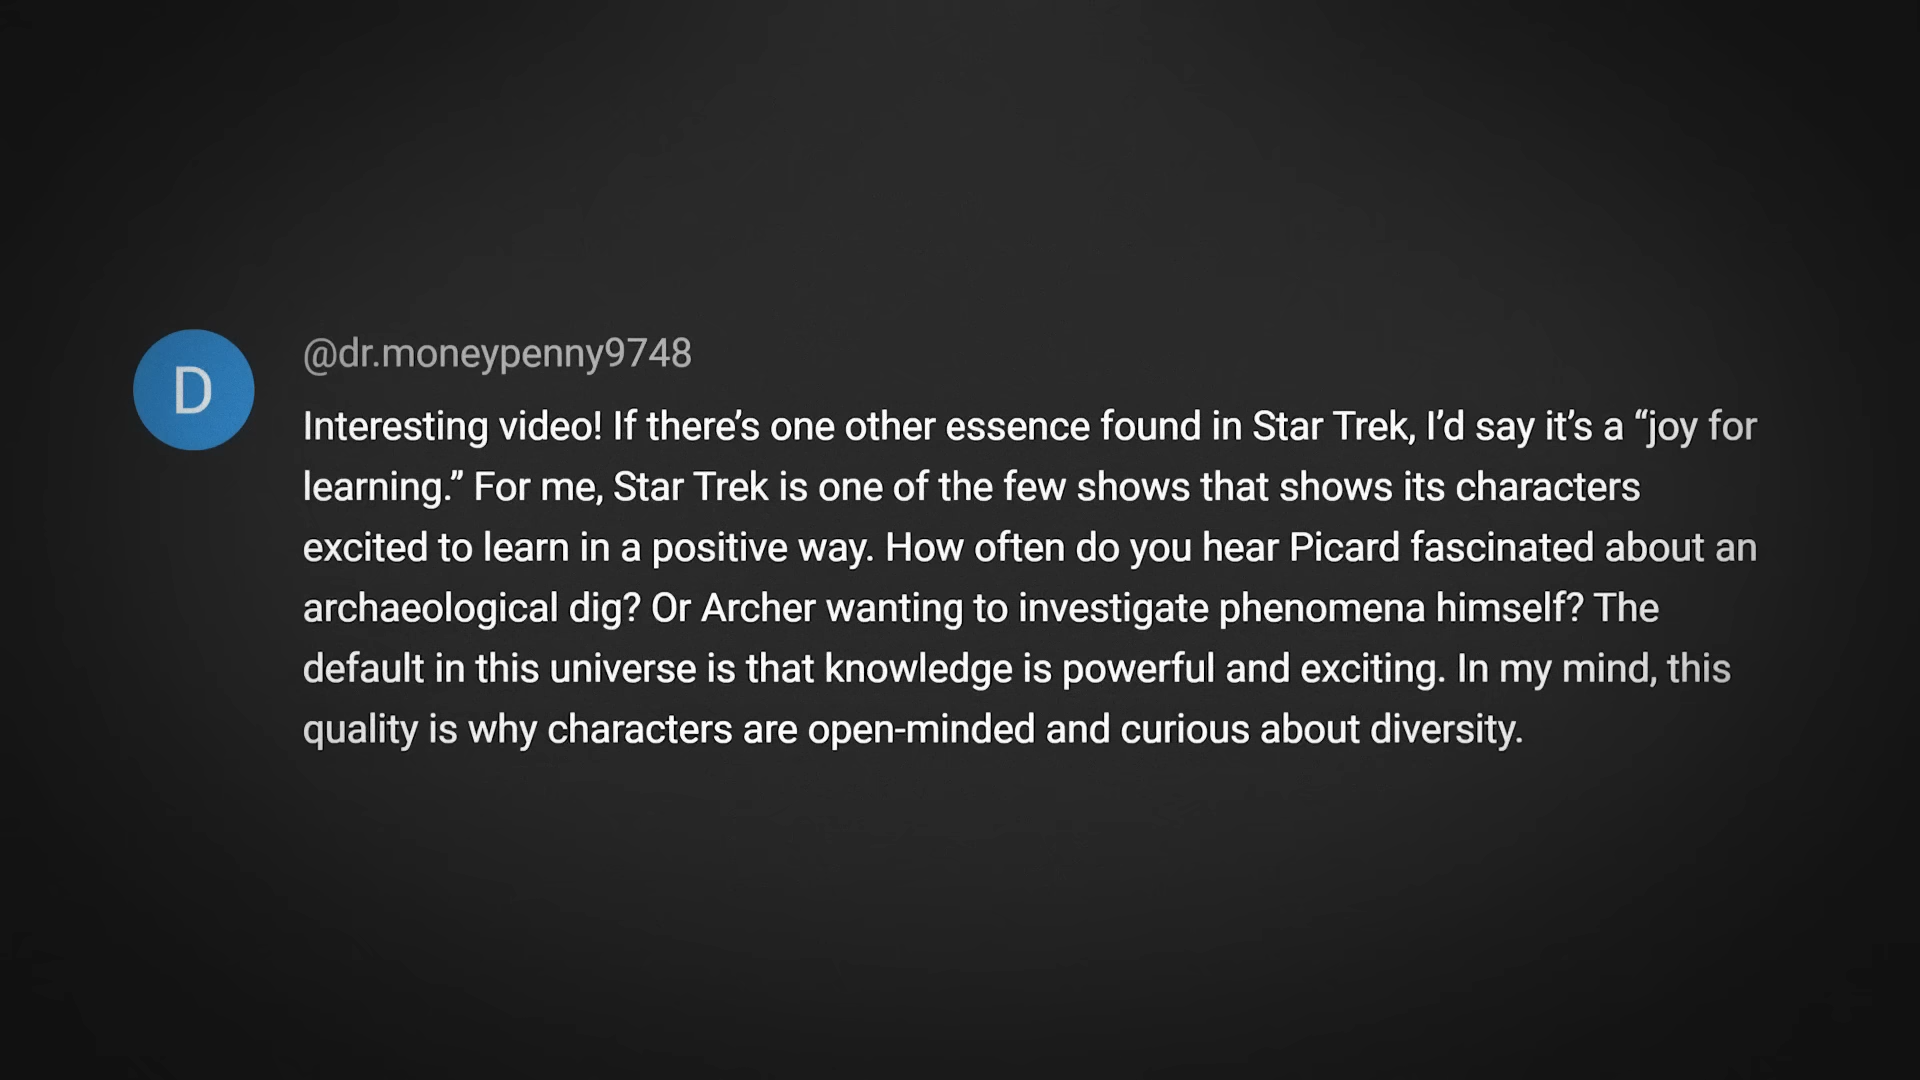 D
@dr.moneypenny9748
Interesting video! If there’s one other essence found in Star Trek, I’d say it’s a “joy for
learning.” For me, Star Trek is one of the few shows that shows its characters
excited to learn in a positive way. How often do you hear Picard fascinated about an
archaeological dig? Or Archer wanting to investigate phenomena himself? The
default in this universe is that knowledge is powerful and exciting. In my mind, this
quality is why characters are open-minded and curious about diversity.